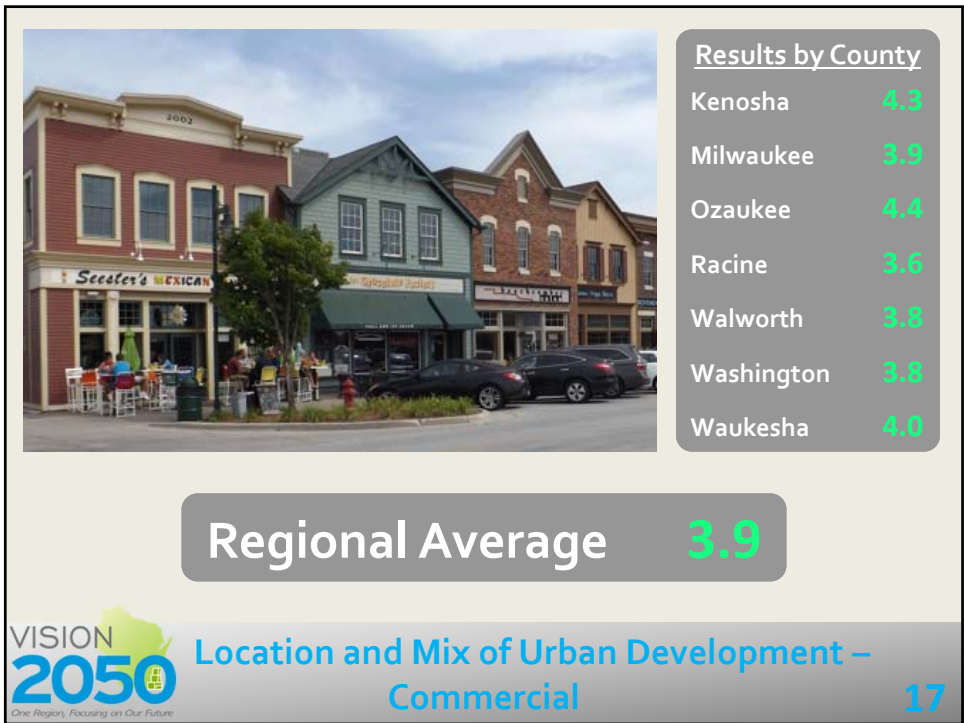 2002
Seester's MEXICAN
Results by County
Kenosha 4.3
Milwaukee 3.9
Ozaukee 4.4
Racine 3.6
Walworth 3.8
Washington 3.8
Waukesha 4.0
Regional Average 3.9
VISION
2050
One Region, Focusing on Our Future
Location and Mix of Urban Development –
Commercial
17